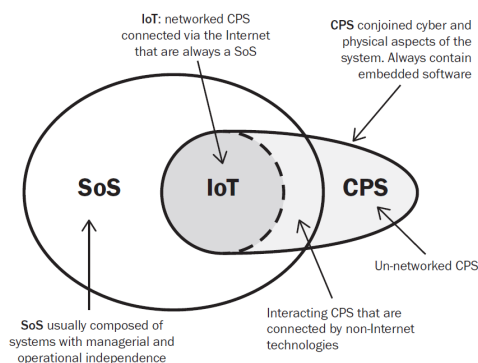 IoT: networked CPS
connected via the Internet
that are always a SoS
CPS conjoined cyber and
physical aspects of the
system. Always contain
embedded software
SoS
IoT
CPS
Un-networked CPS
Interacting CPS that are
connected by non-Internet
technologies
SoS usually composed of
systems with managerial and
operational independence